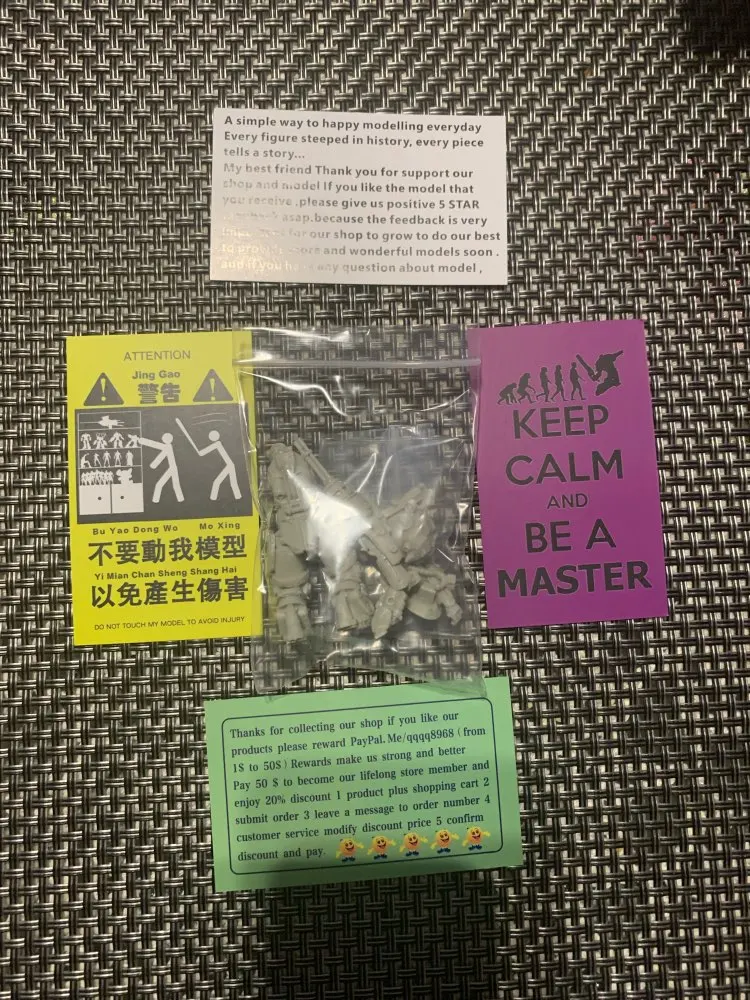 A simple way to happy modelling everyday
Every figure steeped in history, every piece
tells a story...
My best friend Thank you for support our
shop and model If you like the model that
you receive ,please give us positive 5 STAR
asap.because the feedback is very
for our shop to grow to do our best
to and wonderful models soon .
and if you any question about model ,
ATTENTION
Jing Gao
警告
Bu Yao Dong Wo Mo Xing
不要動我模型
Yi Mian Chan Sheng Shang Hai
以免產生傷害
DO NOT TOUCH MY MODEL TO AVOID INJURY
KEEP
CALM
AND
BE A
MASTER
Thanks for collecting our shop if you like our
products please reward PayPal.Me/qqqq8968 (from
1$ to 50$) Rewards make us strong and better
Pay 50 $ to become our lifelong store member and
enjoy 20% discount 1 product plus shopping cart 2
submit order 3 leave a message to order number 4
customer service modify discount price 5 confirm
discount and pay.